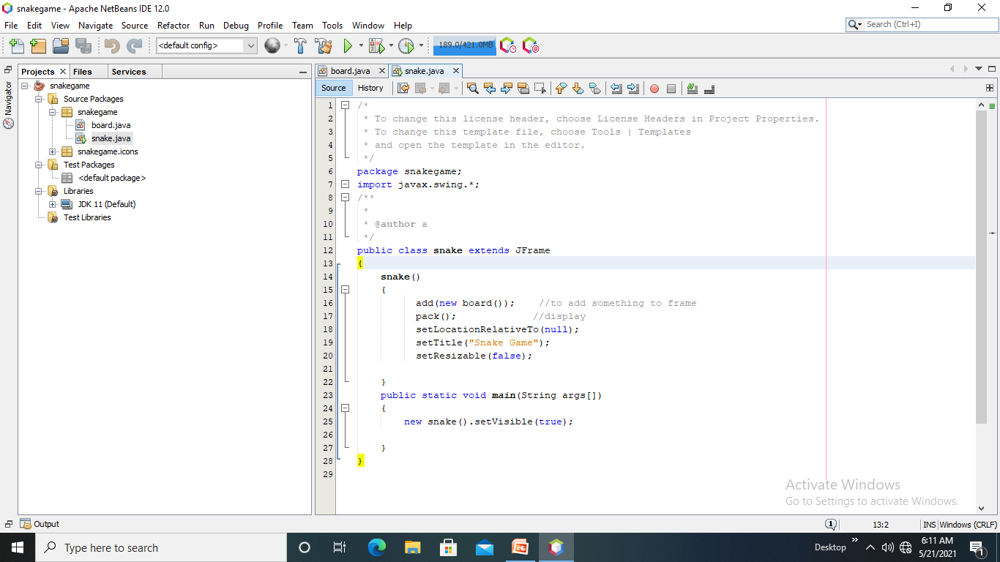 snakegame - Apache NetBeans IDE 12.0
File Edit View Navigate Source Refactor Run Debug Profile Team Tools Window Help
Search (Ctrl+I)
<default config>
189.0/421.0MB
Projects Files Services
Navigator
snakegame
Source Packages
snakegame
board.java
snake.java
snakegame.icons
Test Packages
<default package>
Libraries
JDK 11 (Default)
Test Libraries
board.java snake.java
Source History
1 /*
2 * To change this license header, choose License Headers in Project Properties.
3 * To change this template file, choose Tools | Templates
4 * and open the template in the editor.
5 */
6 package snakegame;
7 import javax.swing.*;
8 /**
9 *
10 * @author a
11 */
12 public class snake extends JFrame
13 {
14 snake()
15 {
16 add(new board()); //to add something to frame
17 pack(); //display
18 setLocationRelativeTo(null);
19 setTitle("Snake Game");
20 setResizable(false);
21
22 }
23 public static void main(String args[])
24 {
25 new snake().setVisible(true);
26
27 }
28 }
29
Activate Windows
Go to Settings to activate Windows.
Output
1 13:2 INS Windows (CRLF)
Type here to search
Desktop
6:11 AM
5/21/2021
1